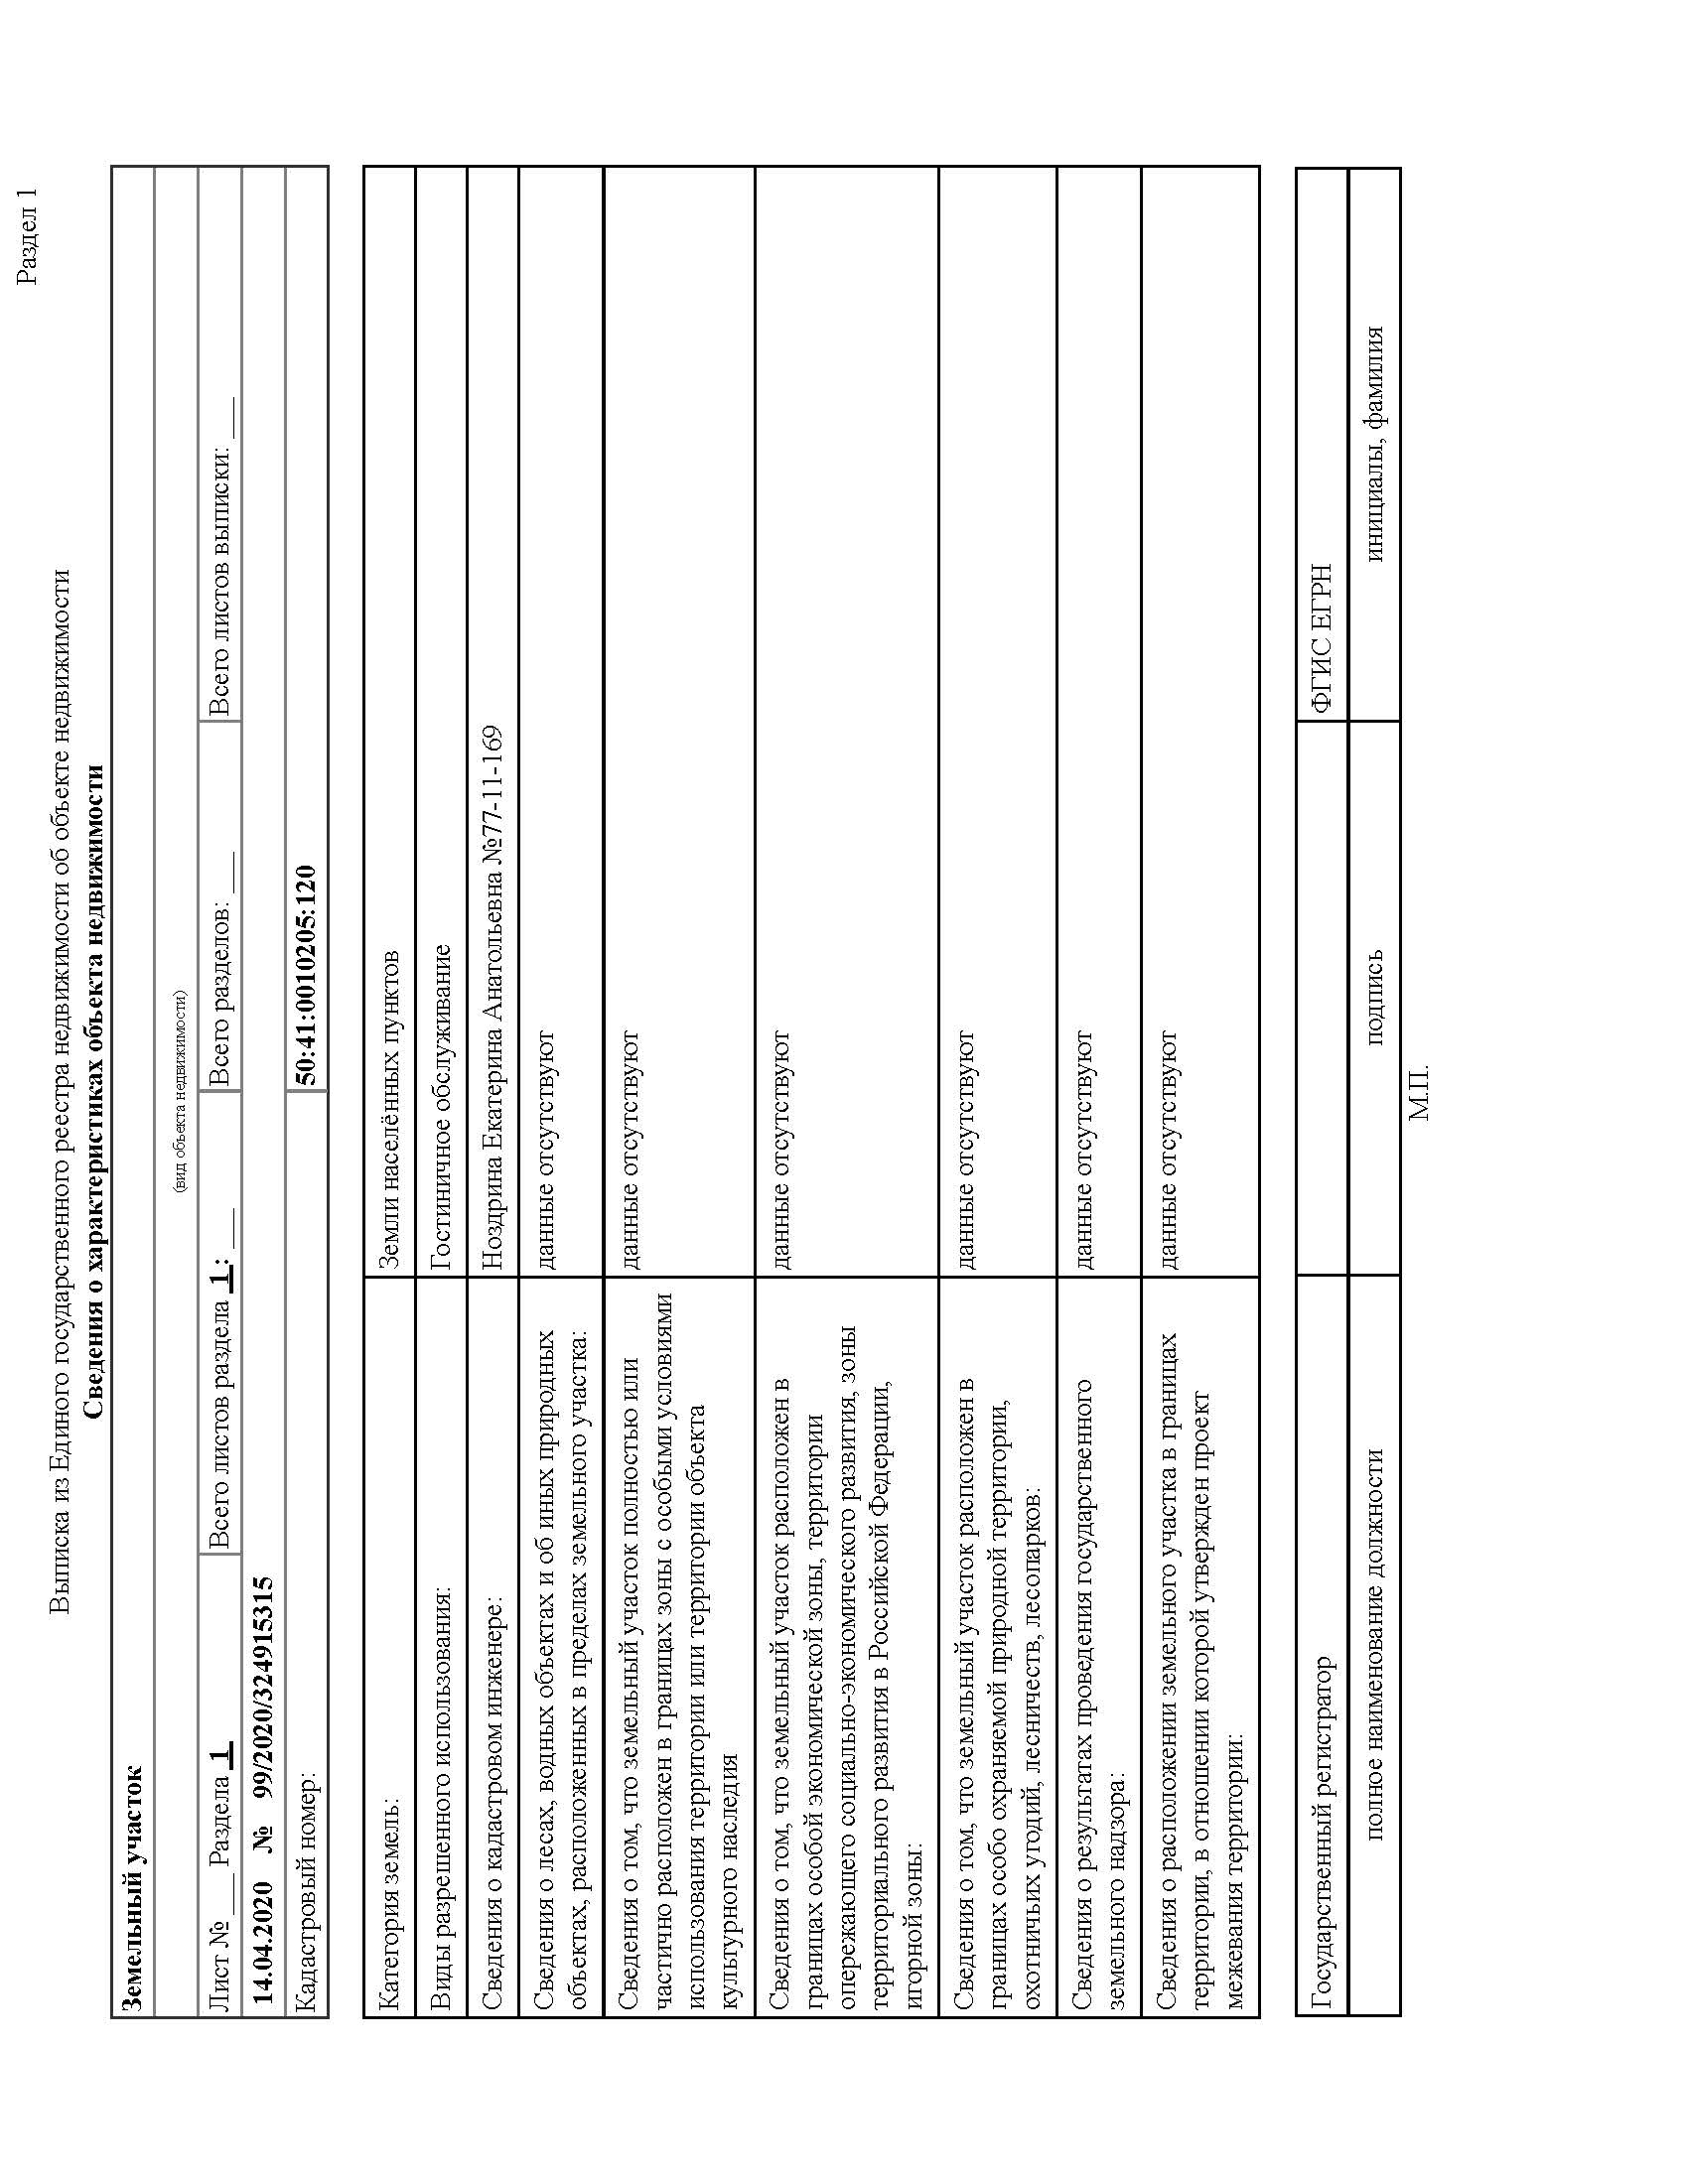 Раздел 1
Выписка из Единого государственного реестра недвижимости об объекте недвижимости
Сведения о характеристиках объекта недвижимости
Земельный участок
(вид объекта недвижимости)
Лист № ___ Раздела 1 Всего листов раздела 1: ___ Всего разделов: ___ Всего листов выписки: ___
14.04.2020 № 99/2020/324915315
Кадастровый номер: 50:41:0010205:120
Категория земель: Земли населённых пунктов
Виды разрешенного использования: Гостиничное обслуживание
Сведения о кадастровом инженере: Ноздрина Екатерина Анатольевна №77-11-169
Сведения о лесах, водных объектах и об иных природных данные отсутствуют
объектах, расположенных в пределах земельного участка:
Сведения о том, что земельный участок полностью или данные отсутствуют
частично расположен в границах зоны с особыми условиями
использования территории или территории объекта
культурного наследия
Сведения о том, что земельный участок расположен в данные отсутствуют
границах особой экономической зоны, территории
опережающего социально-экономического развития, зоны
территориального развития в Российской Федерации,
игорной зоны:
Сведения о том, что земельный участок расположен в данные отсутствуют
границах особо охраняемой природной территории,
охотничьих угодий, лесничеств, лесопарков:
Сведения о результатах проведения государственного данные отсутствуют
земельного надзора:
Сведения о расположении земельного участка в границах данные отсутствуют
территории, в отношении которой утвержден проект
межевания территории:
Государственный регистратор ФГИС ЕГРН
полное наименование должности подпись инициалы, фамилия
М.П.